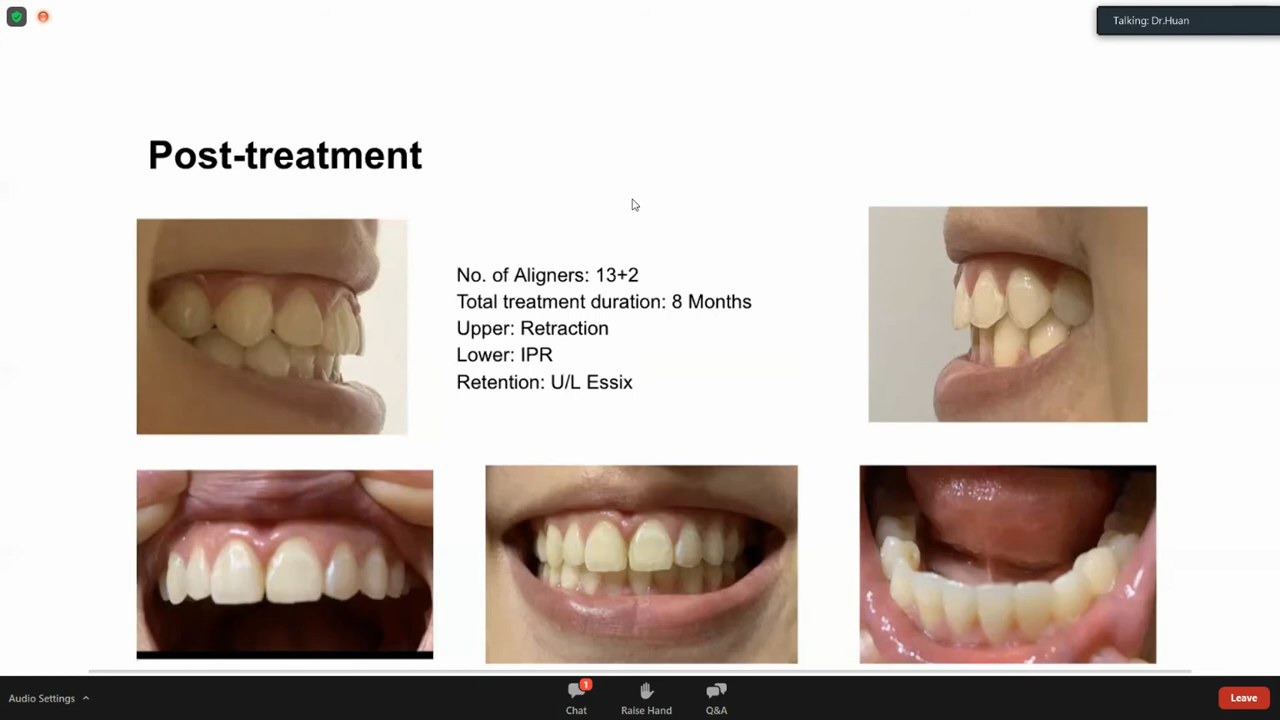 Talking: Dr.Huan
Post-treatment
No. of Aligners: 13+2
Total treatment duration: 8 Months
Upper: Retraction
Lower: IPR
Retention: U/L Essix
Audio Settings
1
Chat
Raise Hand
Q&A
Leave